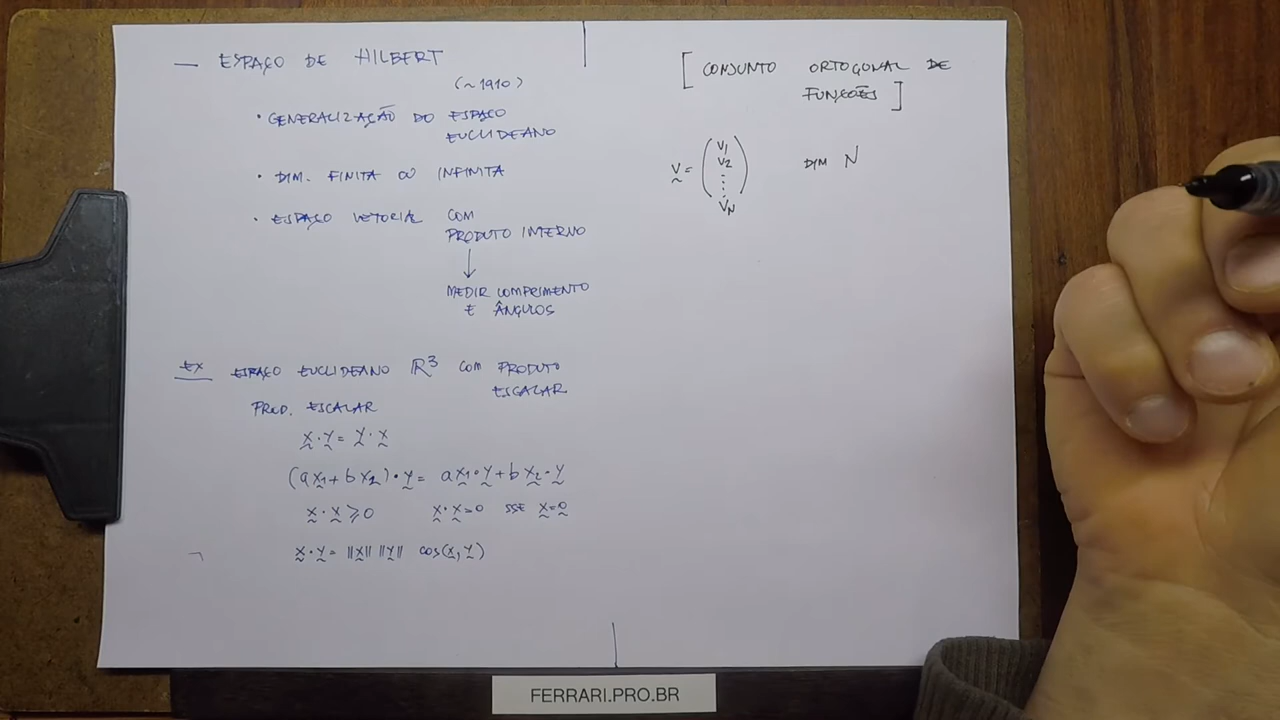 — ESPAÇO DE HILBERT
(~1910)
• GENERALIZAÇÃO DO ESPAÇO
EUCLIDEANO
• DIM. FINITA OU INFINITA
• ESPAÇO VETORIAL COM
PRODUTO INTERNO
↓
MEDIR COMPRIMENTO
E ÂNGULOS
EX ESPAÇO EUCLIDEANO ℝ³ COM PRODUTO
ESCALAR
PROD. ESCALAR
x · y = y · x
(a x1 + b x2) · y = a x1 · y + b x2 · y
x · x ⩾ 0 x · x = 0 SSE x = 0
x · y = ||x|| ||y|| cos(x, y)
[ CONJUNTO ORTOGONAL DE
FUNÇÕES ]
v = (v1
v2
⋮
vN) DIM N
FERRARI.PRO.BR